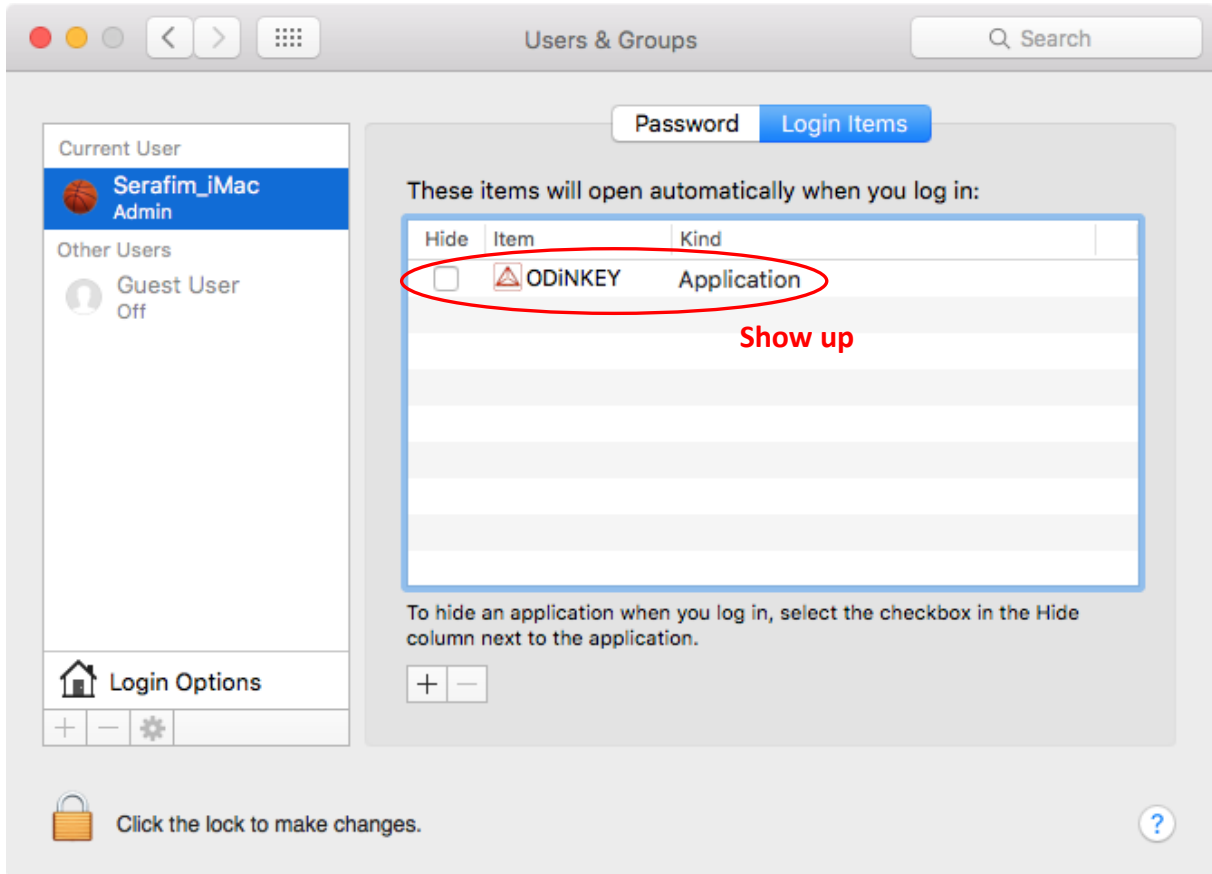 Users & Groups
Search
Password
Login Items
Current User
Serafim_iMac
Admin
Other Users
Guest User
Off
Login Options
These items will open automatically when you log in:
Hide Item Kind
ODiNKEY Application
Show up
To hide an application when you log in, select the checkbox in the Hide
column next to the application.
Click the lock to make changes.
?